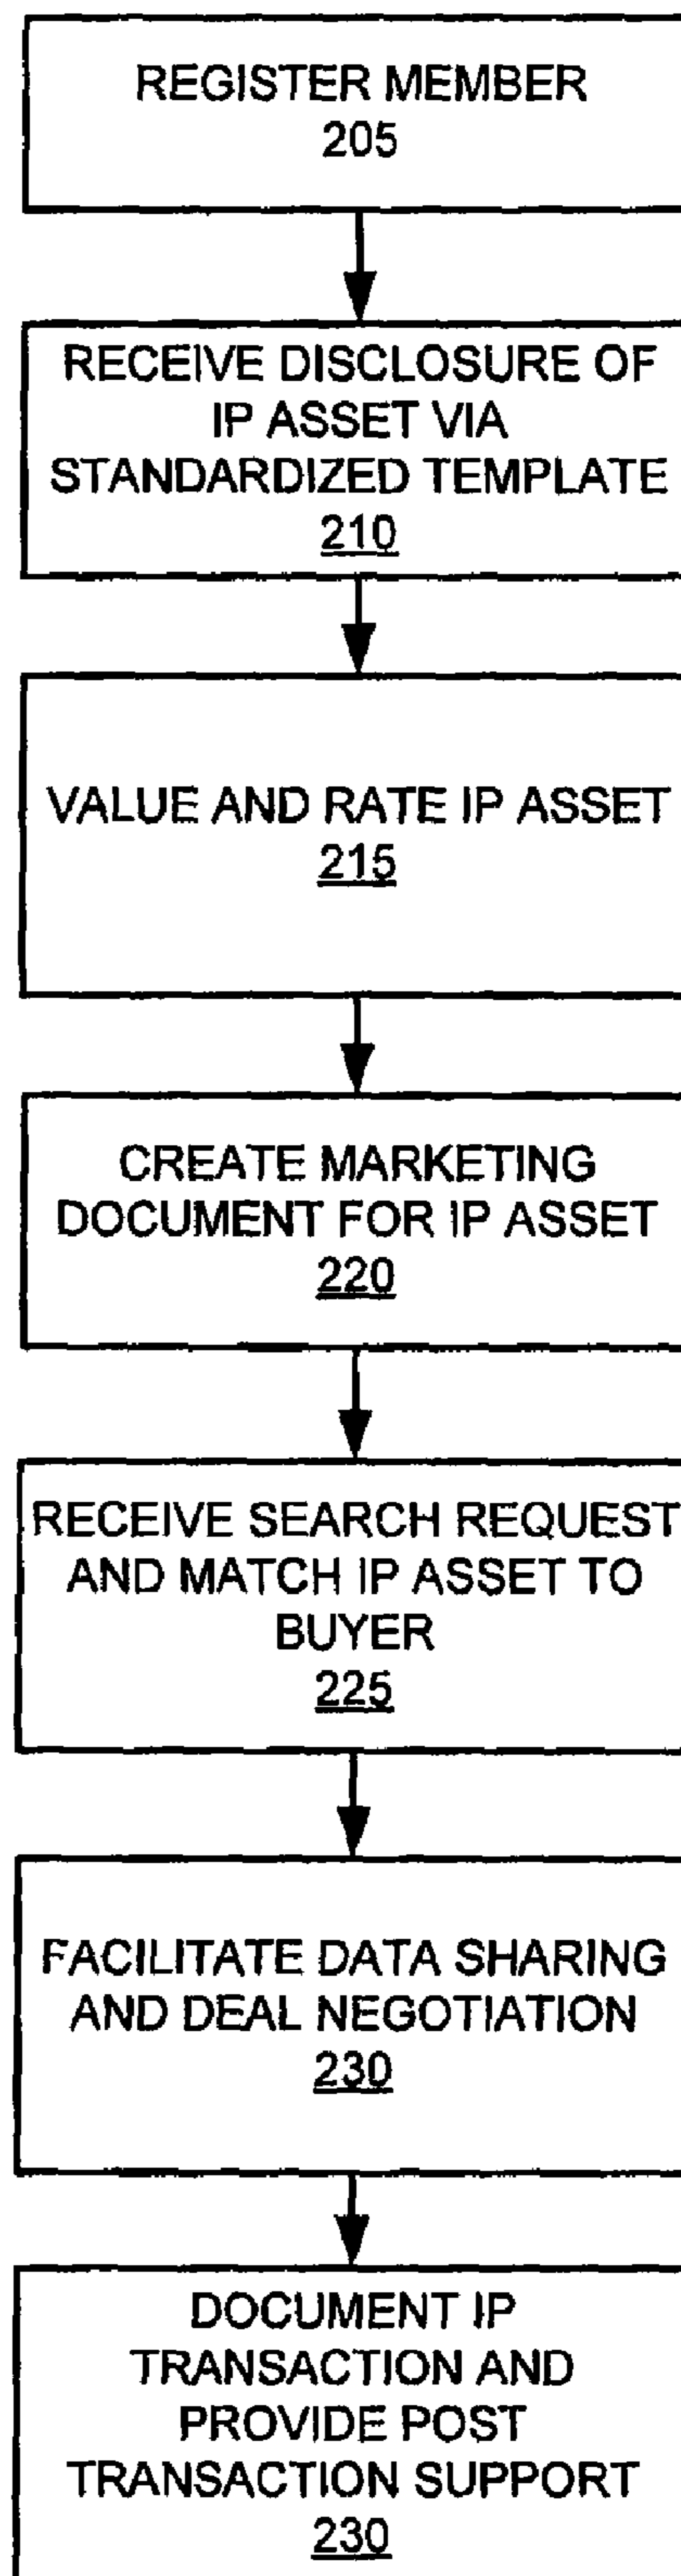 REGISTER MEMBER
205
RECEIVE DISCLOSURE OF
IP ASSET VIA
STANDARDIZED TEMPLATE
210
VALUE AND RATE IP ASSET
215
CREATE MARKETING
DOCUMENT FOR IP ASSET
220
RECEIVE SEARCH REQUEST
AND MATCH IP ASSET TO
BUYER
225
FACILITATE DATA SHARING
AND DEAL NEGOTIATION
230
DOCUMENT IP
TRANSACTION AND
PROVIDE POST
TRANSACTION SUPPORT
230